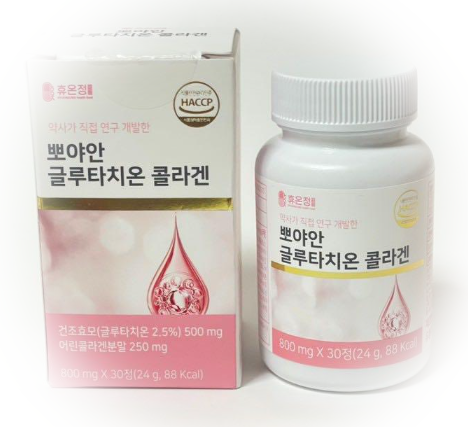 휴온정
HACCP
약사가 직접 연구 개발한
뽀야안
글루타치온 콜라겐
건조효모(글루타치온 2.5%) 500 mg
어린콜라겐분말 250 mg
800 mg X 30정(24 g, 88 Kcal)
휴온정
약사가 직접 연구 개발한
뽀야안
글루타치온 콜라겐
800 mg X 30정(24 g, 88 Kcal)